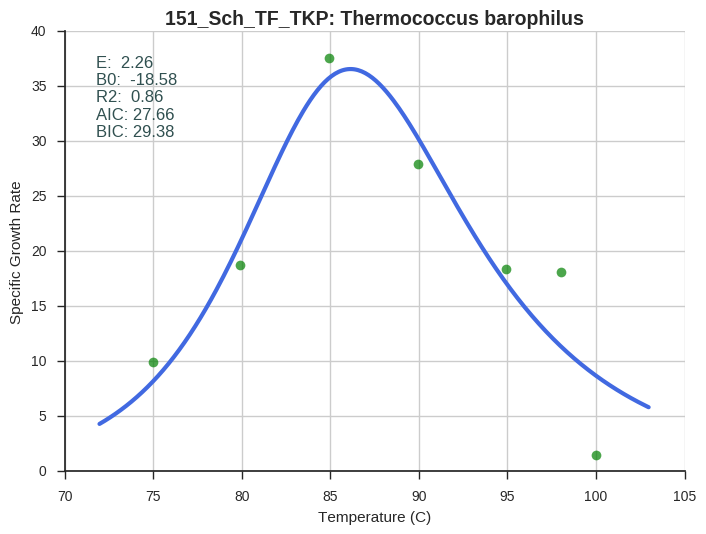 151_Sch_TF_TKP: Thermococcus barophilus
E:  2.26
B0:  -18.58
R2:  0.86
AIC: 27.66
BIC: 29.38
Specific Growth Rate
40
35
30
25
20
15
10
5
0
70 75 80 85 90 95 100 105
Temperature (C)